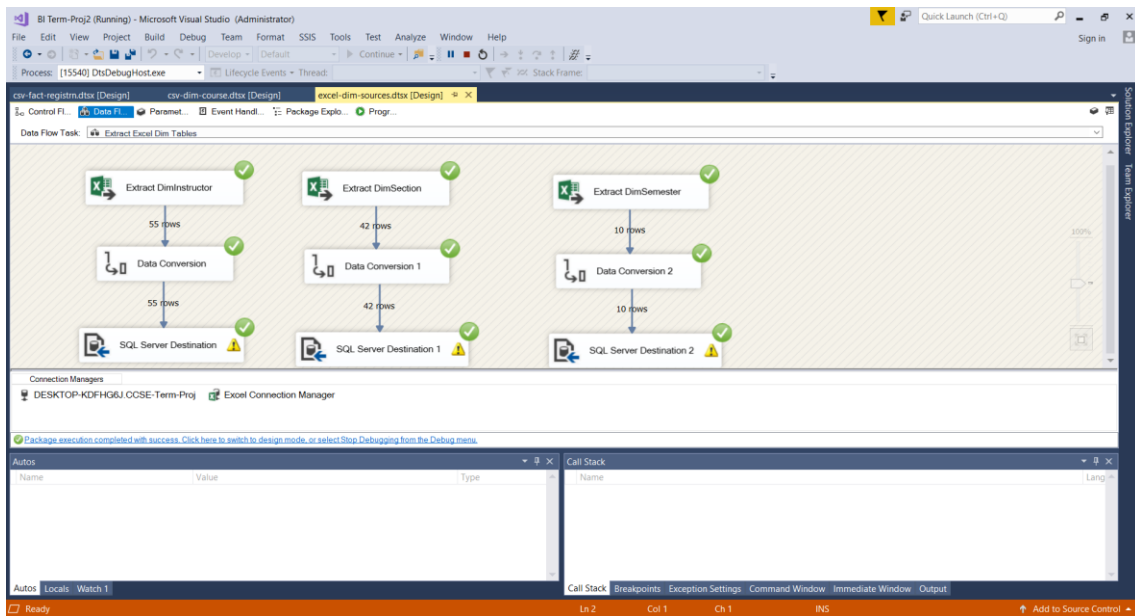 BI Term-Proj2 (Running) - Microsoft Visual Studio (Administrator)
Quick Launch (Ctrl+Q)
File Edit View Project Build Debug Team Format SSIS Tools Test Analyze Window Help
Sign in
Develop Default Continue
Process: [15540] DtsDebugHost.exe Lifecycle Events Thread: Stack Frame:
csv-fact-registrn.dtsx [Design] csv-dim-course.dtsx [Design] excel-dim-sources.dtsx [Design]
Control Fl... Data Fl... Paramet... Event Handl... Package Explo... Progr...
Data Flow Task: Extract Excel Dim Tables
Solution Explorer
Team Explorer
Extract DimInstructor Extract DimSection Extract DimSemester
55 rows 42 rows 10 rows
100%
Data Conversion Data Conversion 1 Data Conversion 2
55 rows 42 rows 10 rows
SQL Server Destination SQL Server Destination 1 SQL Server Destination 2
Connection Managers
DESKTOP-KDFHG6J.CCSE-Term-Proj Excel Connection Manager
Package execution completed with success. Click here to switch to design mode, or select Stop Debugging from the Debug menu.
Autos Call Stack
Name Value Type Name Lang
Autos Locals Watch 1 Call Stack Breakpoints Exception Settings Command Window Immediate Window Output
Ready Ln 2 Col 1 Ch 1 INS Add to Source Control